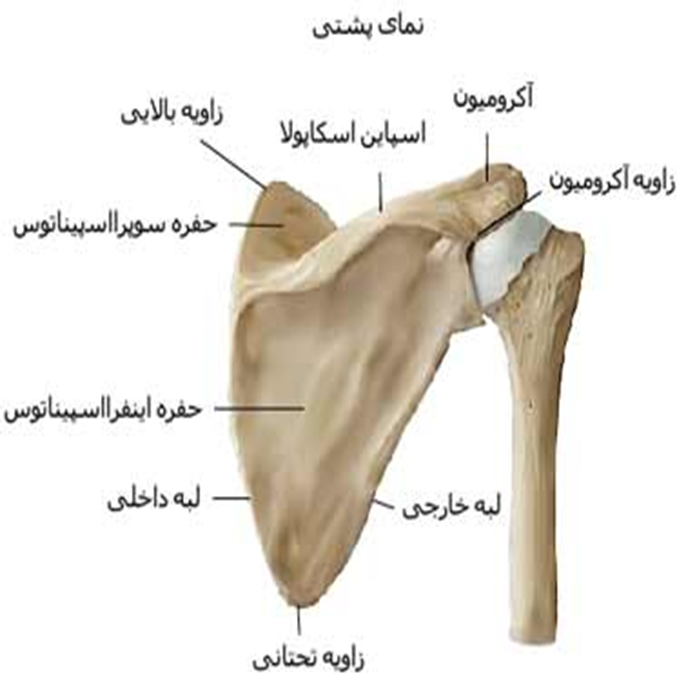 نمای پشتی
آکرومیون
زاویه بالایی
اسپاین اسکاپولا
زاویه آکرومیون
حفره سوپرااسپیناتوس
حفره اینفرااسپیناتوس
لبه داخلی
لبه خارجی
زاویه تحتانی